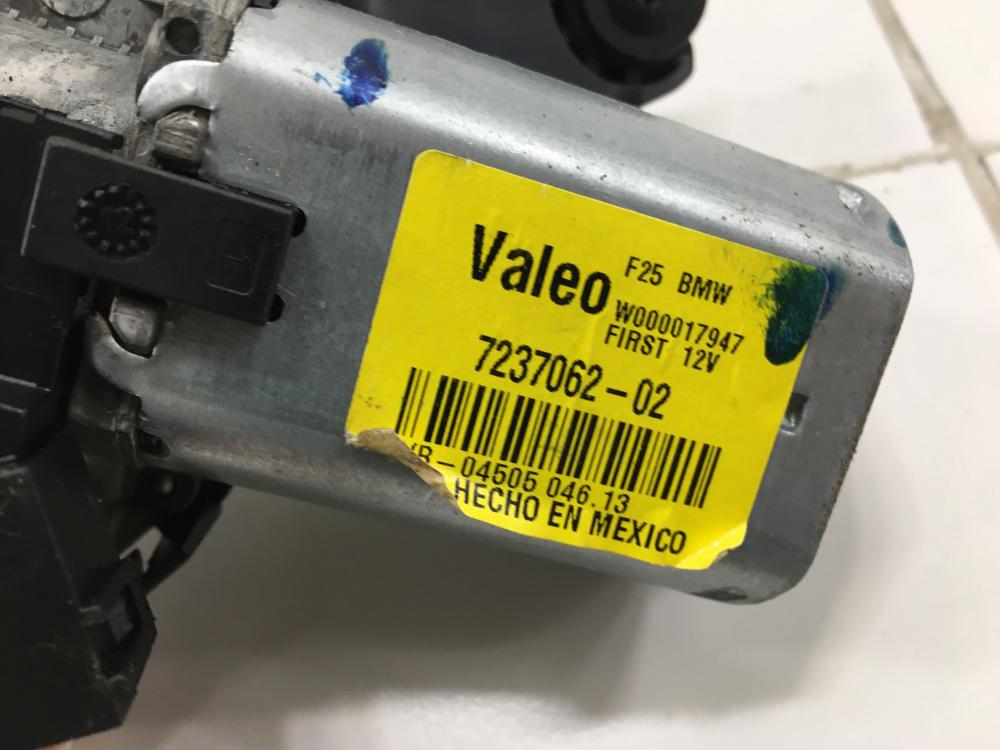 Valeo
F25 BMW
W000017947
FIRST 12V
7237062-02
-04505 046.13
HECHO EN MEXICO